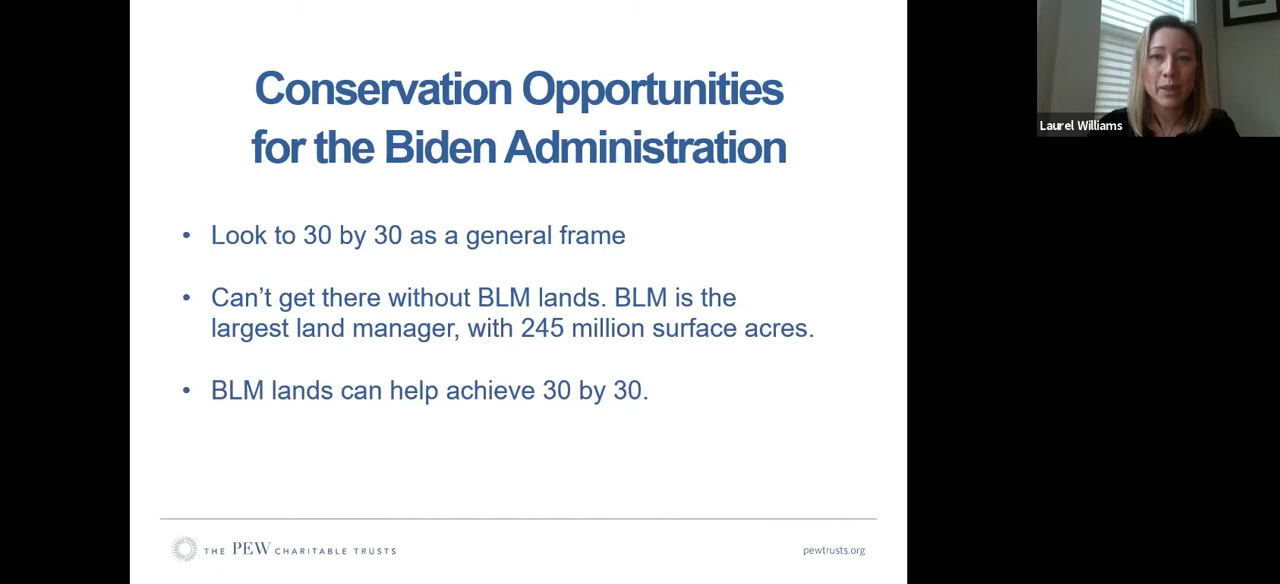 Conservation Opportunities
for the Biden Administration
• Look to 30 by 30 as a general frame
• Can’t get there without BLM lands. BLM is the
largest land manager, with 245 million surface acres.
• BLM lands can help achieve 30 by 30.
THE PEW CHARITABLE TRUSTS
pewtrusts.org
Laurel Williams